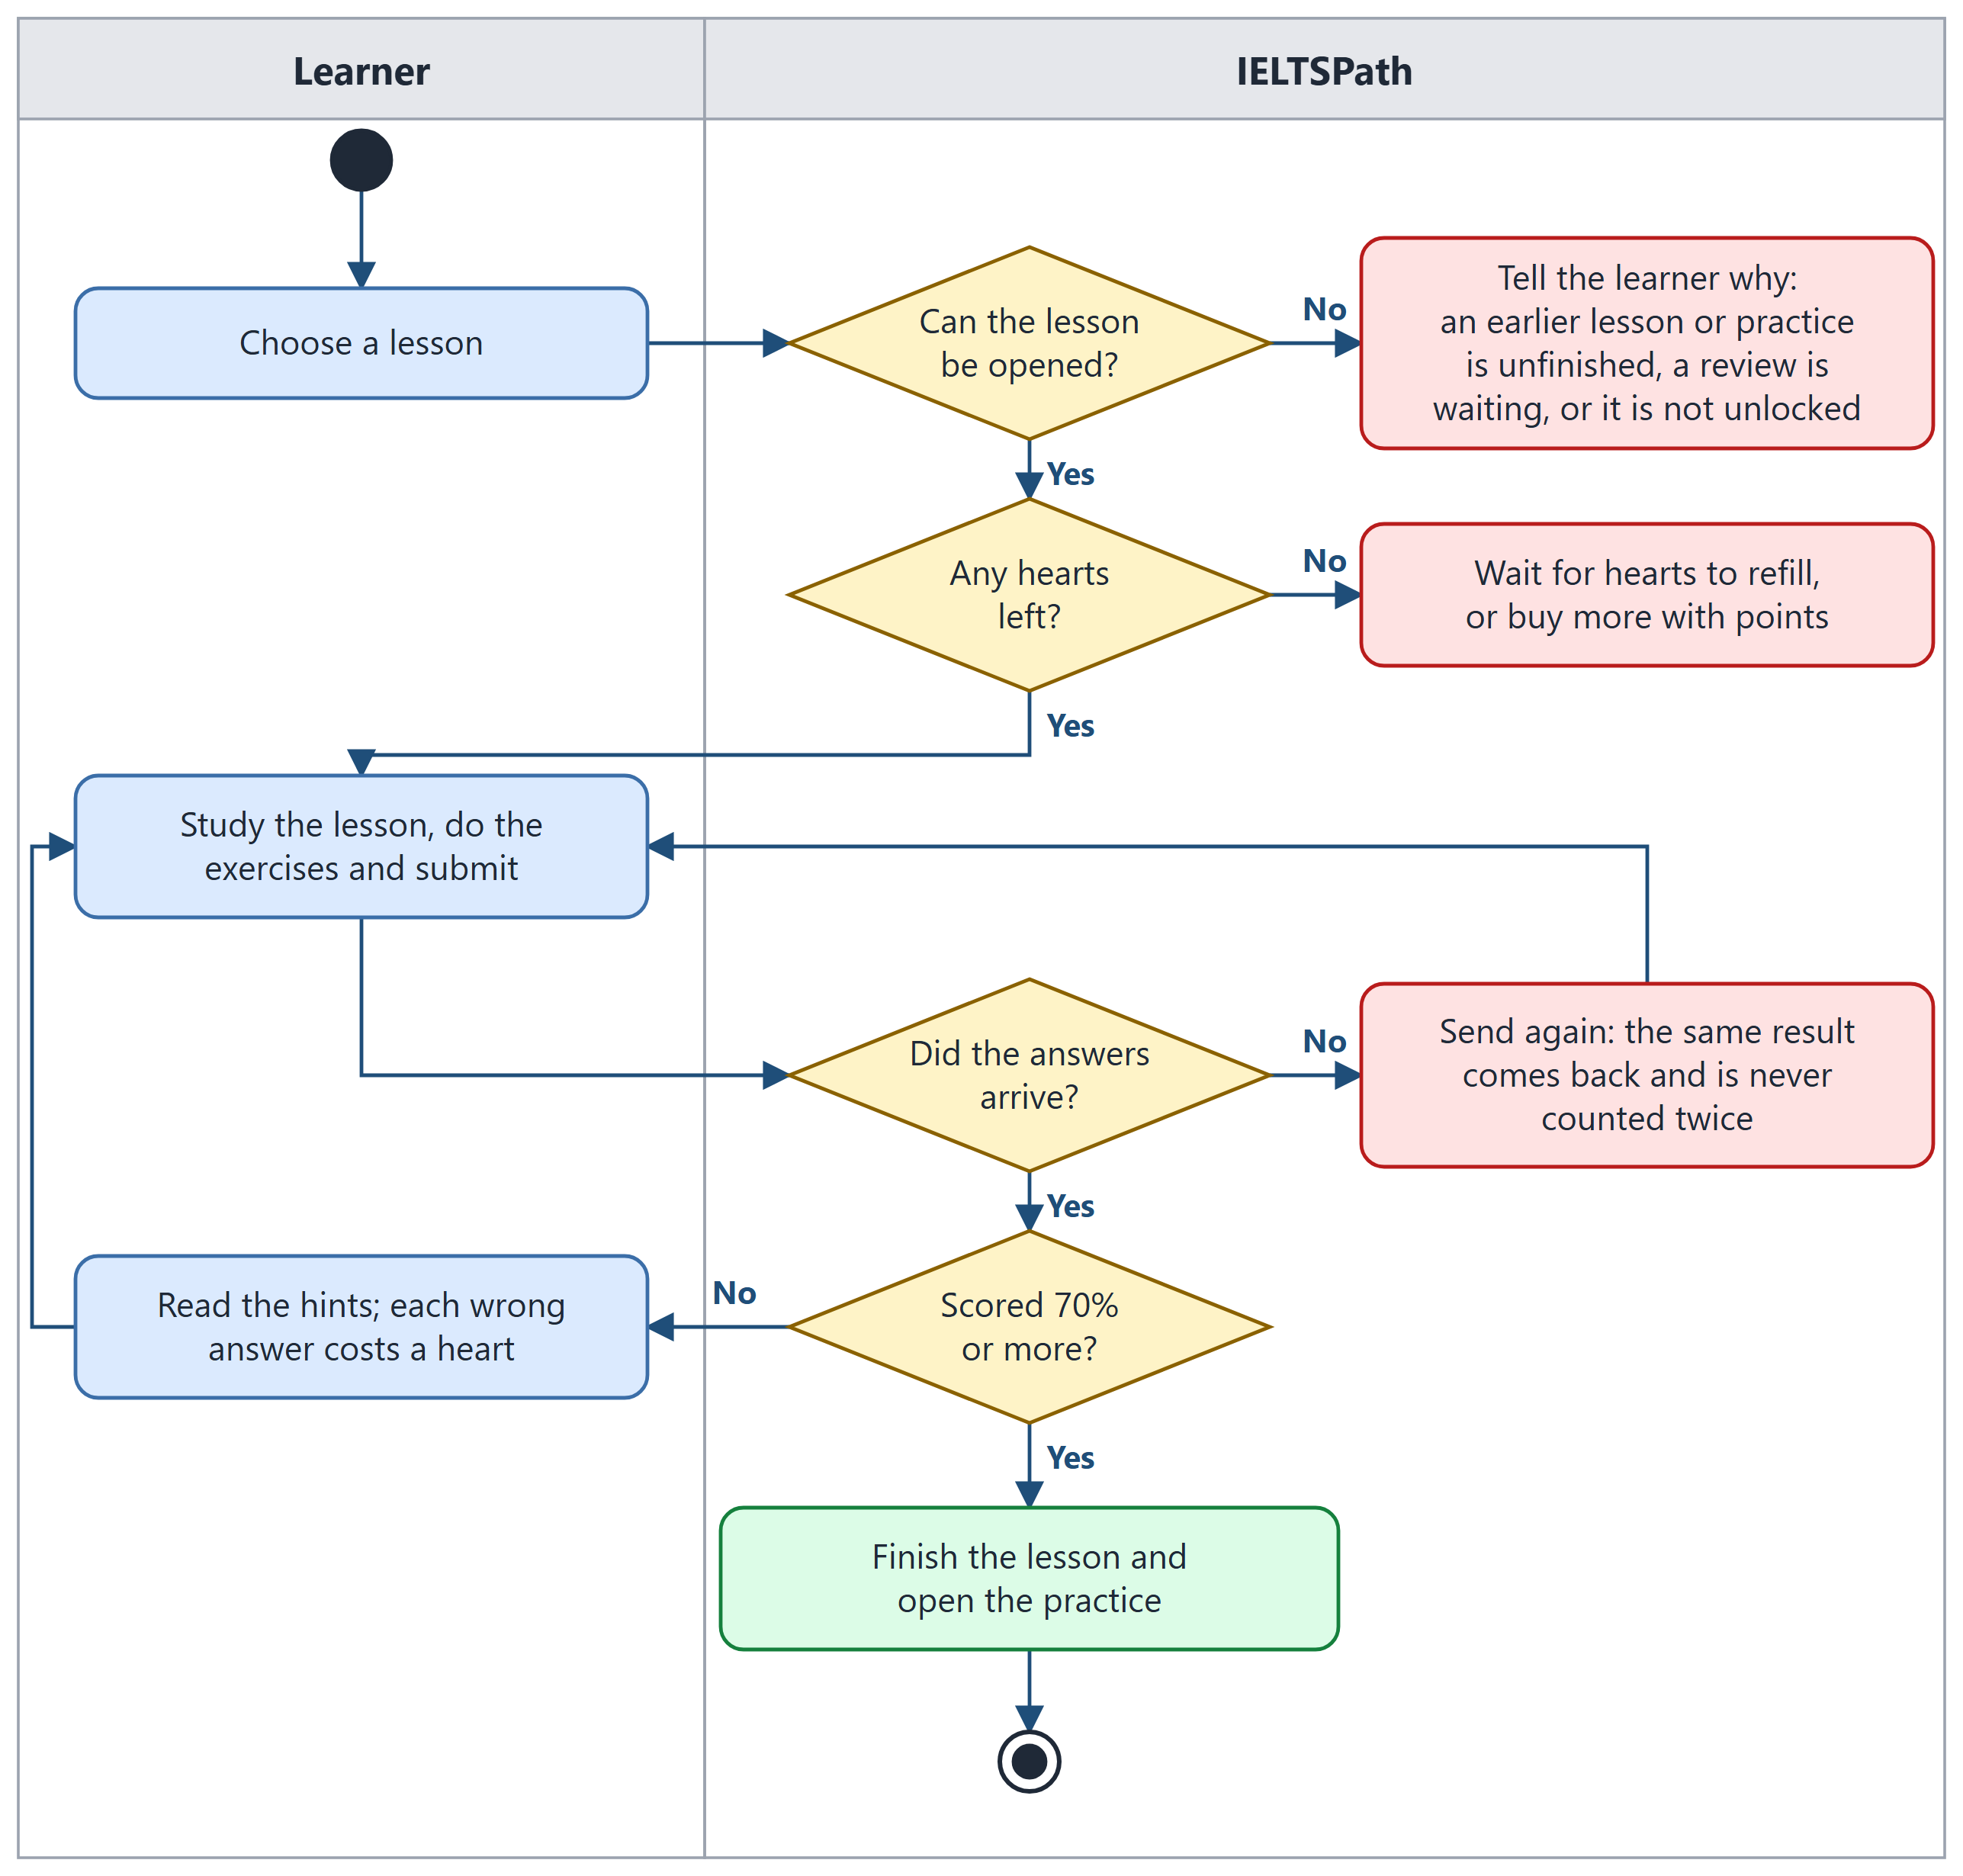 Learner
IELTSPath
Choose a lesson
Can the lesson
be opened?
No
Tell the learner why:
an earlier lesson or practice
is unfinished, a review is
waiting, or it is not unlocked
Yes
Any hearts
left?
No
Wait for hearts to refill,
or buy more with points
Yes
Study the lesson, do the
exercises and submit
Did the answers
arrive?
No
Send again: the same result
comes back and is never
counted twice
Yes
Scored 70%
or more?
No
Read the hints; each wrong
answer costs a heart
Yes
Finish the lesson and
open the practice